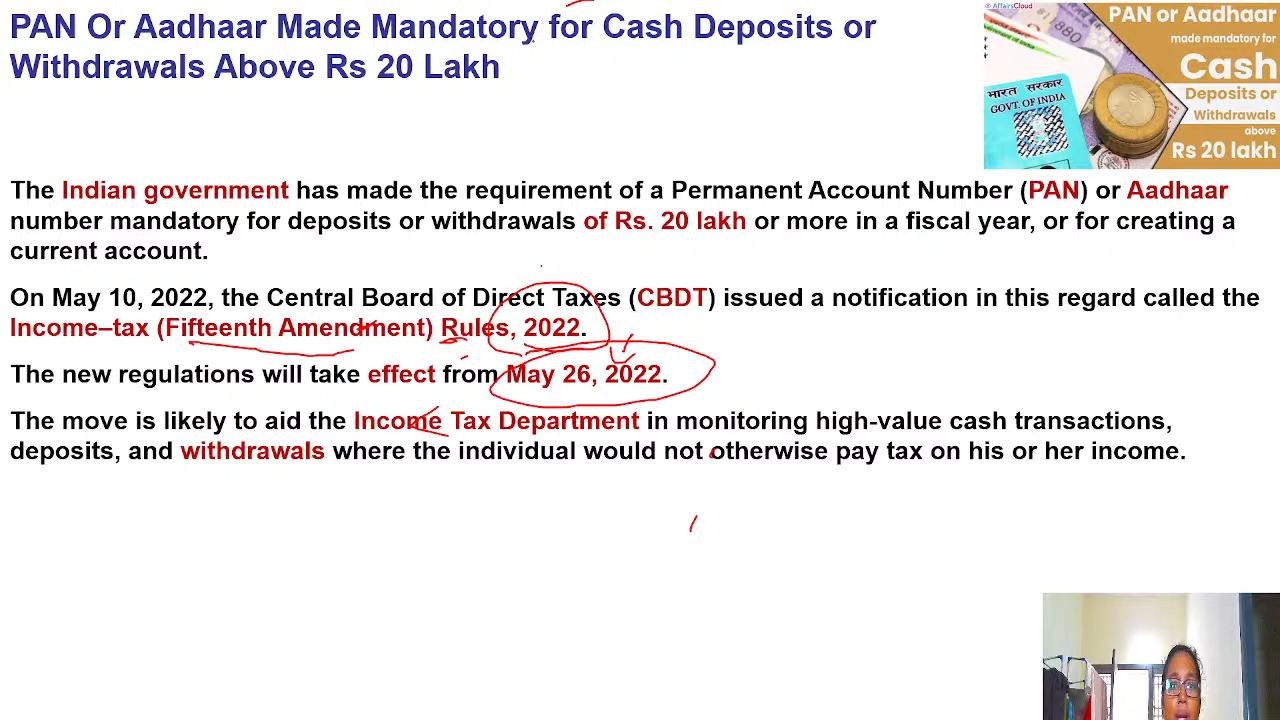 PAN Or Aadhaar Made Mandatory for Cash Deposits or
Withdrawals Above Rs 20 Lakh
AffairsCloud
PAN or Aadhaar
made mandatory for
Cash
Deposits or
Withdrawals
above
Rs 20 lakh
भारत सरकार
GOVT. OF INDIA
The Indian government has made the requirement of a Permanent Account Number (PAN) or Aadhaar
number mandatory for deposits or withdrawals of Rs. 20 lakh or more in a fiscal year, or for creating a
current account.
On May 10, 2022, the Central Board of Direct Taxes (CBDT) issued a notification in this regard called the
Income–tax (Fifteenth Amendment) Rules, 2022.
The new regulations will take effect from May 26, 2022.
The move is likely to aid the Income Tax Department in monitoring high-value cash transactions,
deposits, and withdrawals where the individual would not otherwise pay tax on his or her income.